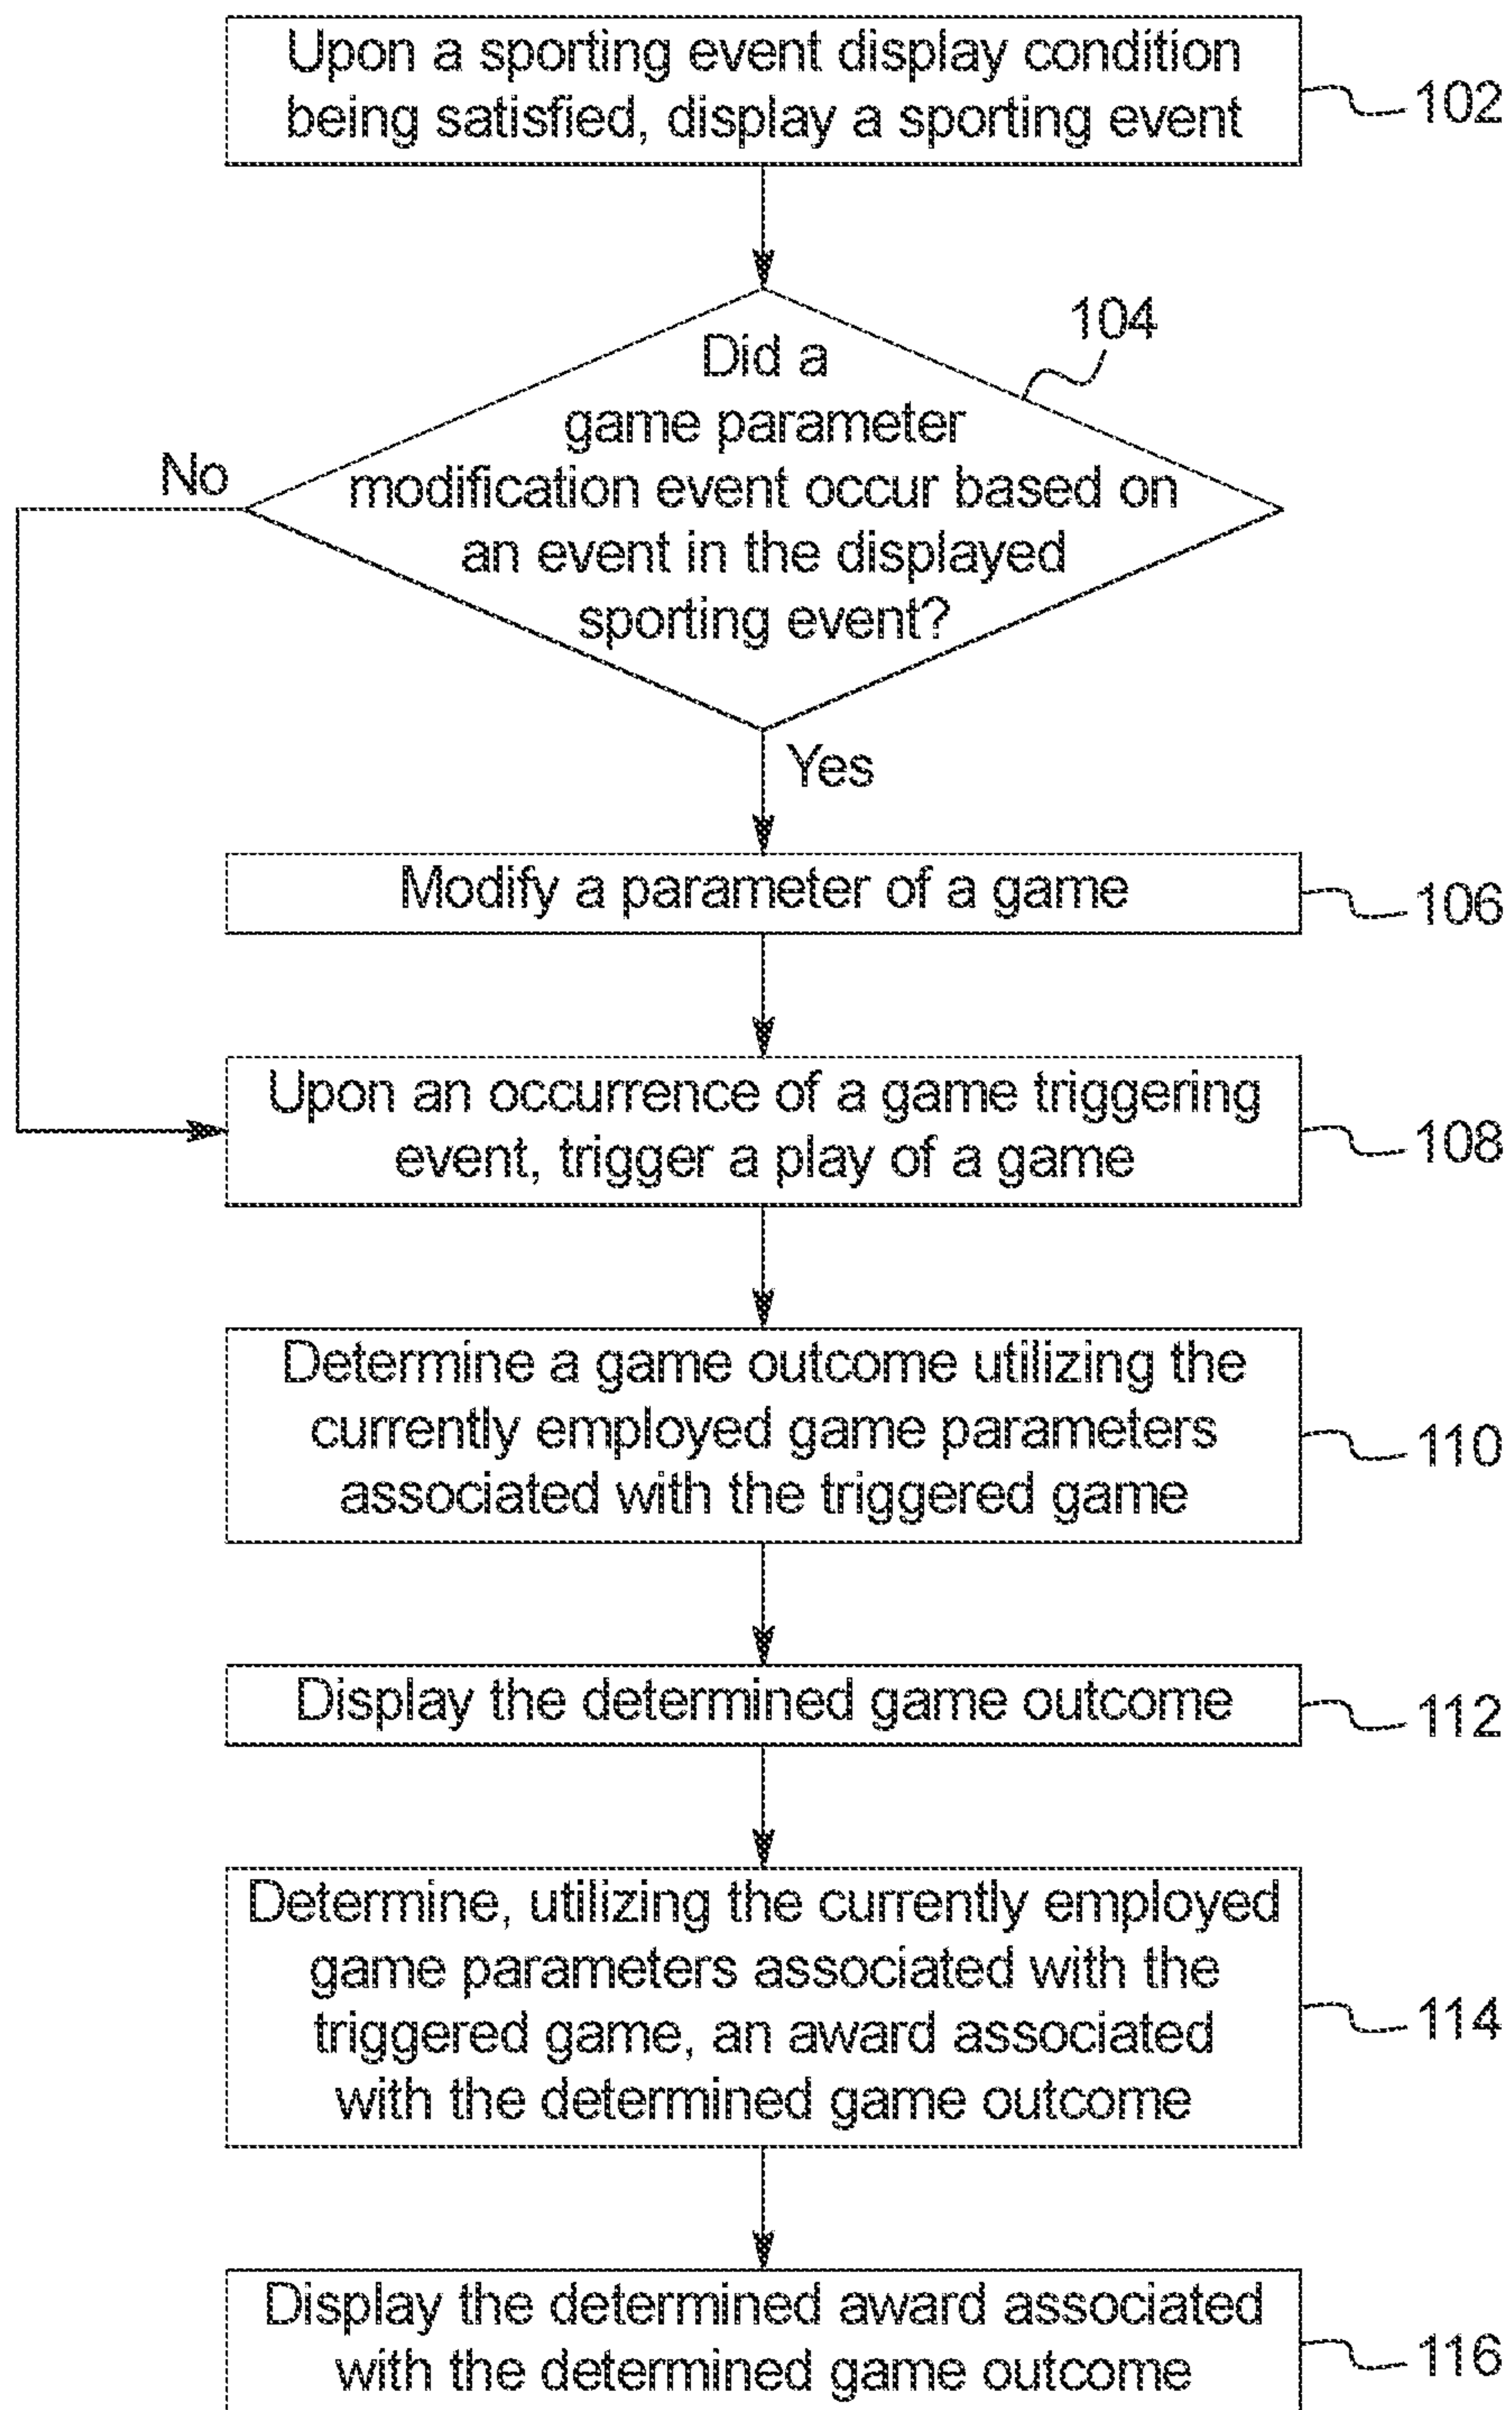 Upon a sporting event display condition
being satisfied, display a sporting event
102
104
Did a
game parameter
modification event occur based on
an event in the displayed
sporting event?
No
Yes
Modify a parameter of a game
106
Upon an occurrence of a game triggering
event, trigger a play of a game
108
Determine a game outcome utilizing the
currently employed game parameters
associated with the triggered game
110
Display the determined game outcome
112
Determine, utilizing the currently employed
game parameters associated with the
triggered game, an award associated
with the determined game outcome
114
Display the determined award associated
with the determined game outcome
116